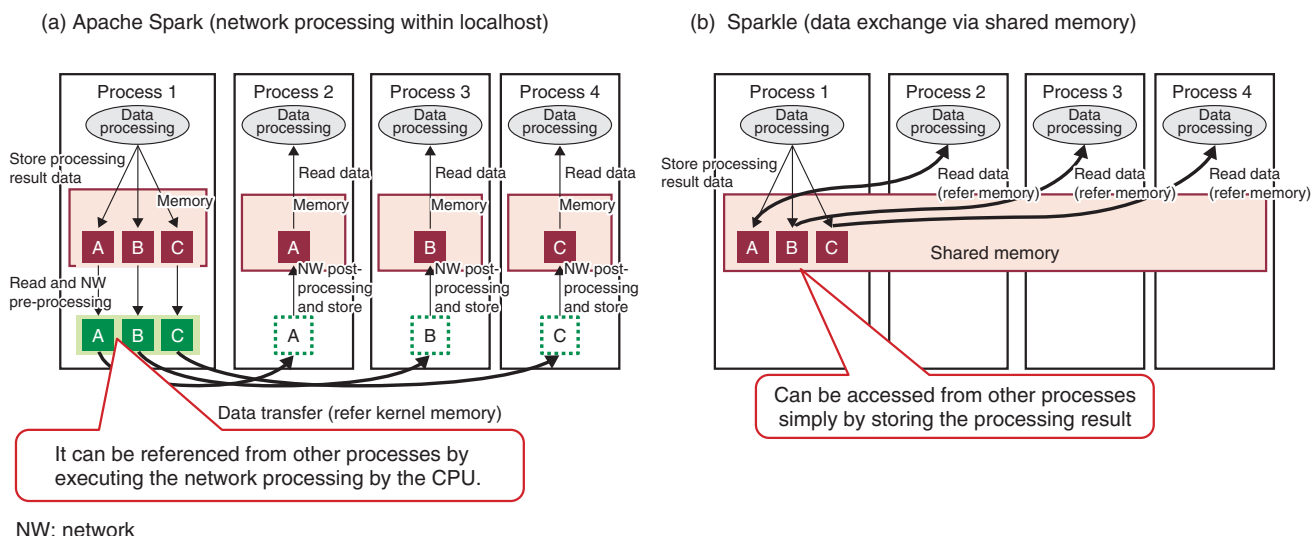 (a) Apache Spark (network processing within localhost)
Process 1
Process 2
Process 3
Process 4
Data
processing
Data
processing
Data
processing
Data
processing
Store processing
result data
Read data
Read data
Read data
Memory
Memory
Memory
Memory
A
B
C
A
B
C
Read and NW
pre-processing
NW post-
processing
and store
NW post-
processing
and store
NW post-
processing
and store
A
B
C
A
B
C
Data transfer (refer kernel memory)
It can be referenced from other processes by
executing the network processing by the CPU.
NW: network
(b) Sparkle (data exchange via shared memory)
Process 1
Process 2
Process 3
Process 4
Data
processing
Data
processing
Data
processing
Data
processing
Store processing
result data
Read data
(refer memory)
Read data
(refer memory)
Read data
(refer memory)
A
B
C
Shared memory
Can be accessed from other processes
simply by storing the processing result